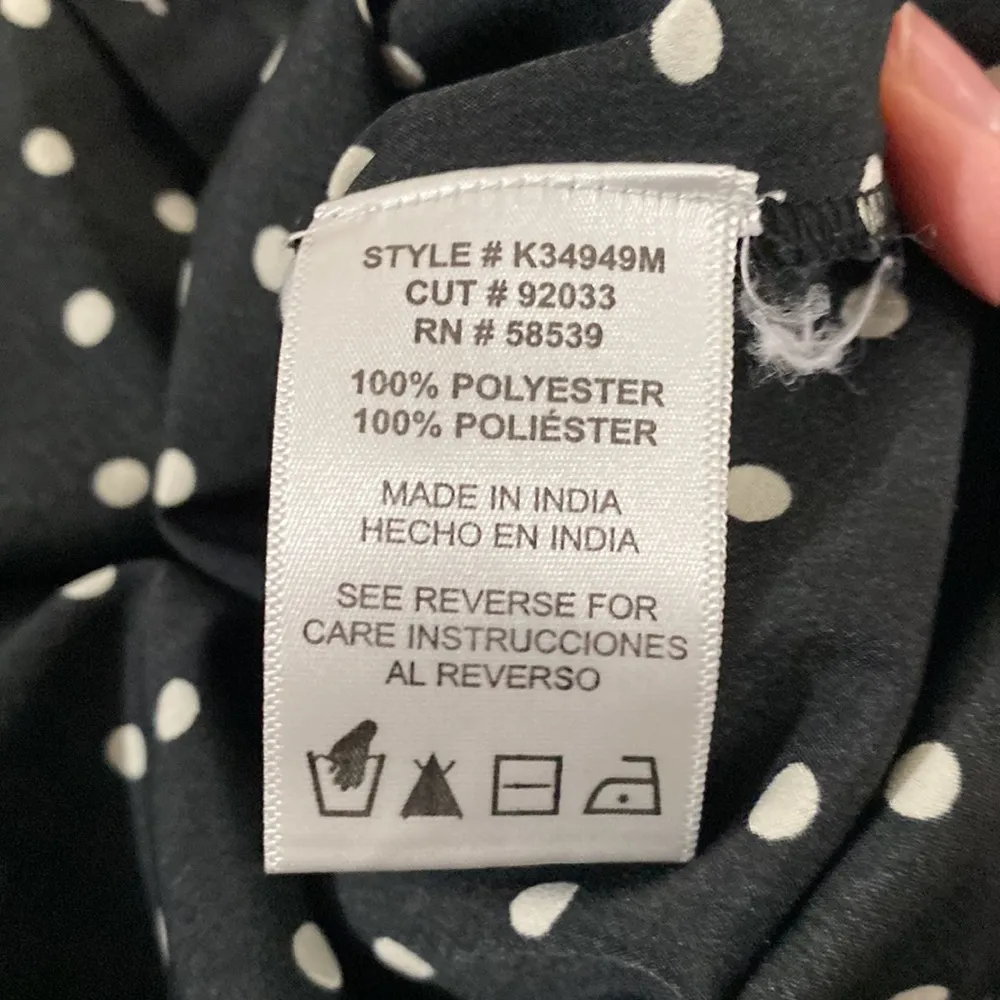 STYLE # K34949M
CUT # 92033
RN # 58539
100% POLYESTER
100% POLIÉSTER
MADE IN INDIA
HECHO EN INDIA
SEE REVERSE FOR
CARE INSTRUCCIONES
AL REVERSO